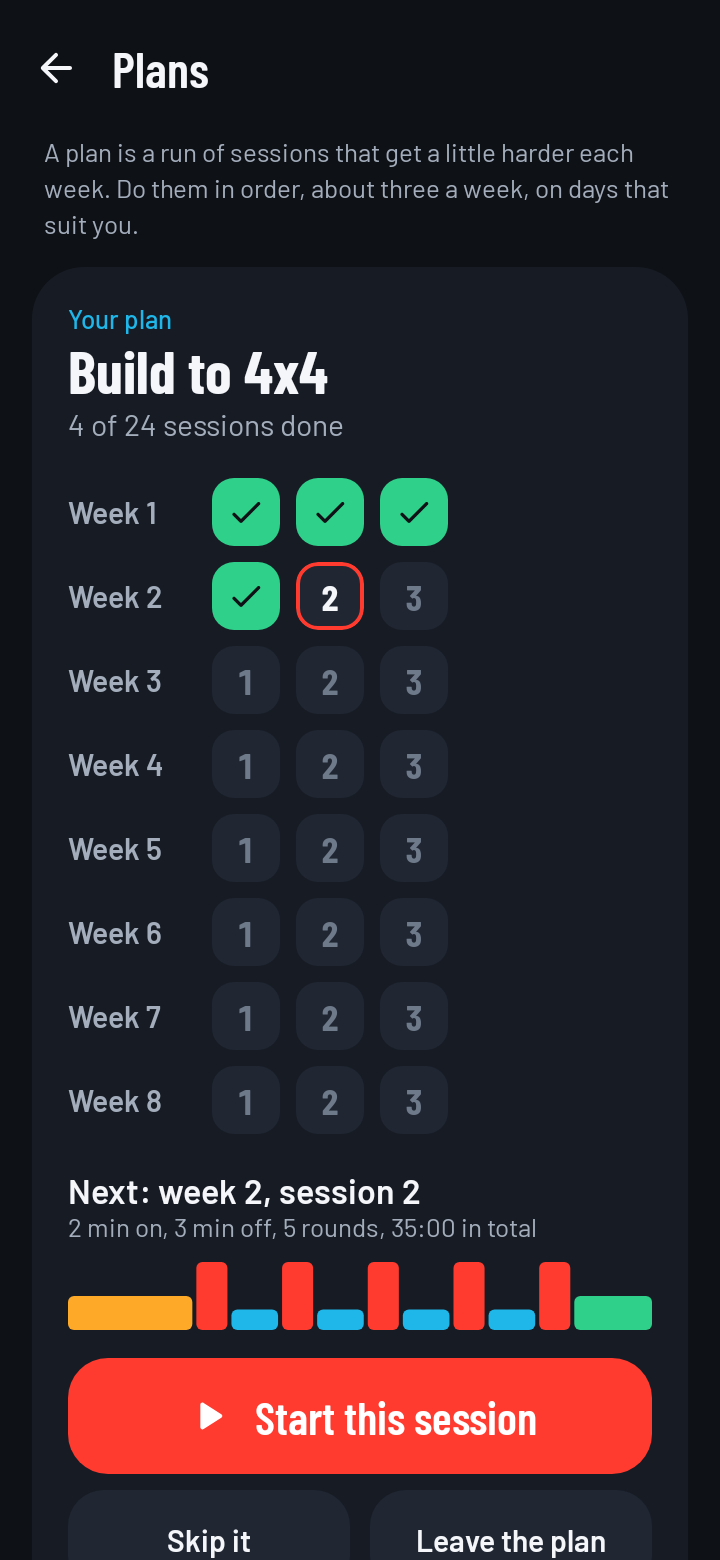 Plans
A plan is a run of sessions that get a little harder each
week. Do them in order, about three a week, on days that
suit you.
Your plan
Build to 4x4
4 of 24 sessions done
Week 1
Week 2 2 3
Week 3 1 2 3
Week 4 1 2 3
Week 5 1 2 3
Week 6 1 2 3
Week 7 1 2 3
Week 8 1 2 3
Next: week 2, session 2
2 min on, 3 min off, 5 rounds, 35:00 in total
Start this session
Skip it Leave the plan